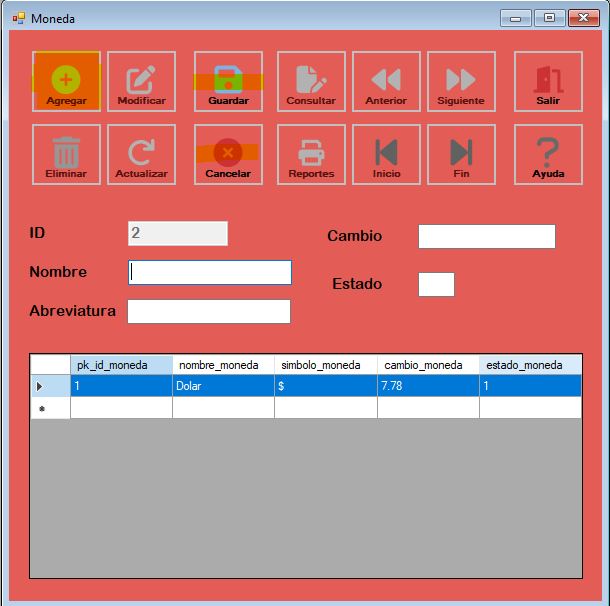 Moneda
Agregar Modificar Guardar Consultar Anterior Siguiente Salir
Eliminar Actualizar Cancelar Reportes Inicio Fin Ayuda
ID 2 Cambio
Nombre
Estado
Abreviatura
pk_id_moneda nombre_moneda simbolo_moneda cambio_moneda estado_moneda
1 Dolar $ 7.78 1